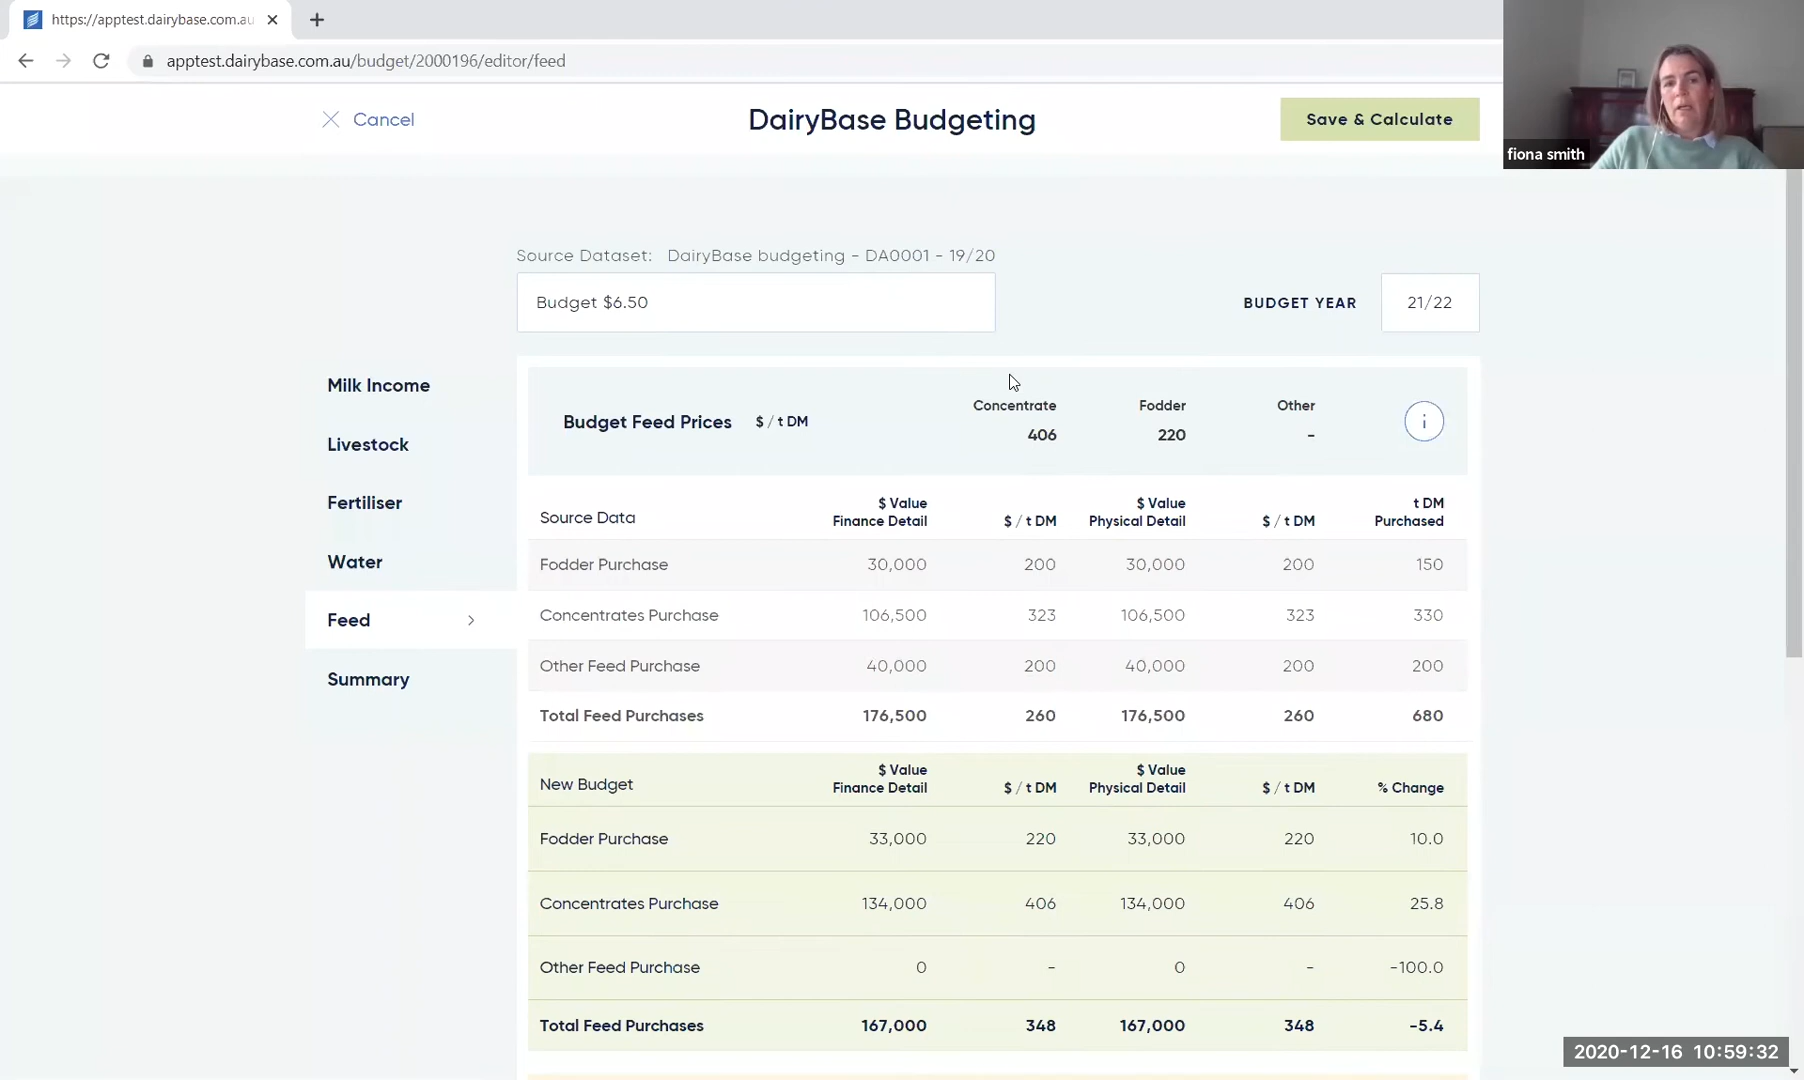 https://apptest.dairybase.com.au
apptest.dairybase.com.au/budget/2000196/editor/feed
fiona smith
Cancel
DairyBase Budgeting
Save & Calculate
Source Dataset: DairyBase budgeting - DA0001 - 19/20
Budget $6.50
BUDGET YEAR 21/22
Milk Income
Livestock
Fertiliser
Water
Feed
Summary
Budget Feed Prices $ / t DM
Concentrate Fodder Other
406 220 -
i
Source Data $ Value Finance Detail $ / t DM $ Value Physical Detail $ / t DM t DM Purchased
Fodder Purchase 30,000 200 30,000 200 150
Concentrates Purchase 106,500 323 106,500 323 330
Other Feed Purchase 40,000 200 40,000 200 200
Total Feed Purchases 176,500 260 176,500 260 680
New Budget $ Value Finance Detail $ / t DM $ Value Physical Detail $ / t DM % Change
Fodder Purchase 33,000 220 33,000 220 10.0
Concentrates Purchase 134,000 406 134,000 406 25.8
Other Feed Purchase 0 - 0 - -100.0
Total Feed Purchases 167,000 348 167,000 348 -5.4
2020-12-16 10:59:32